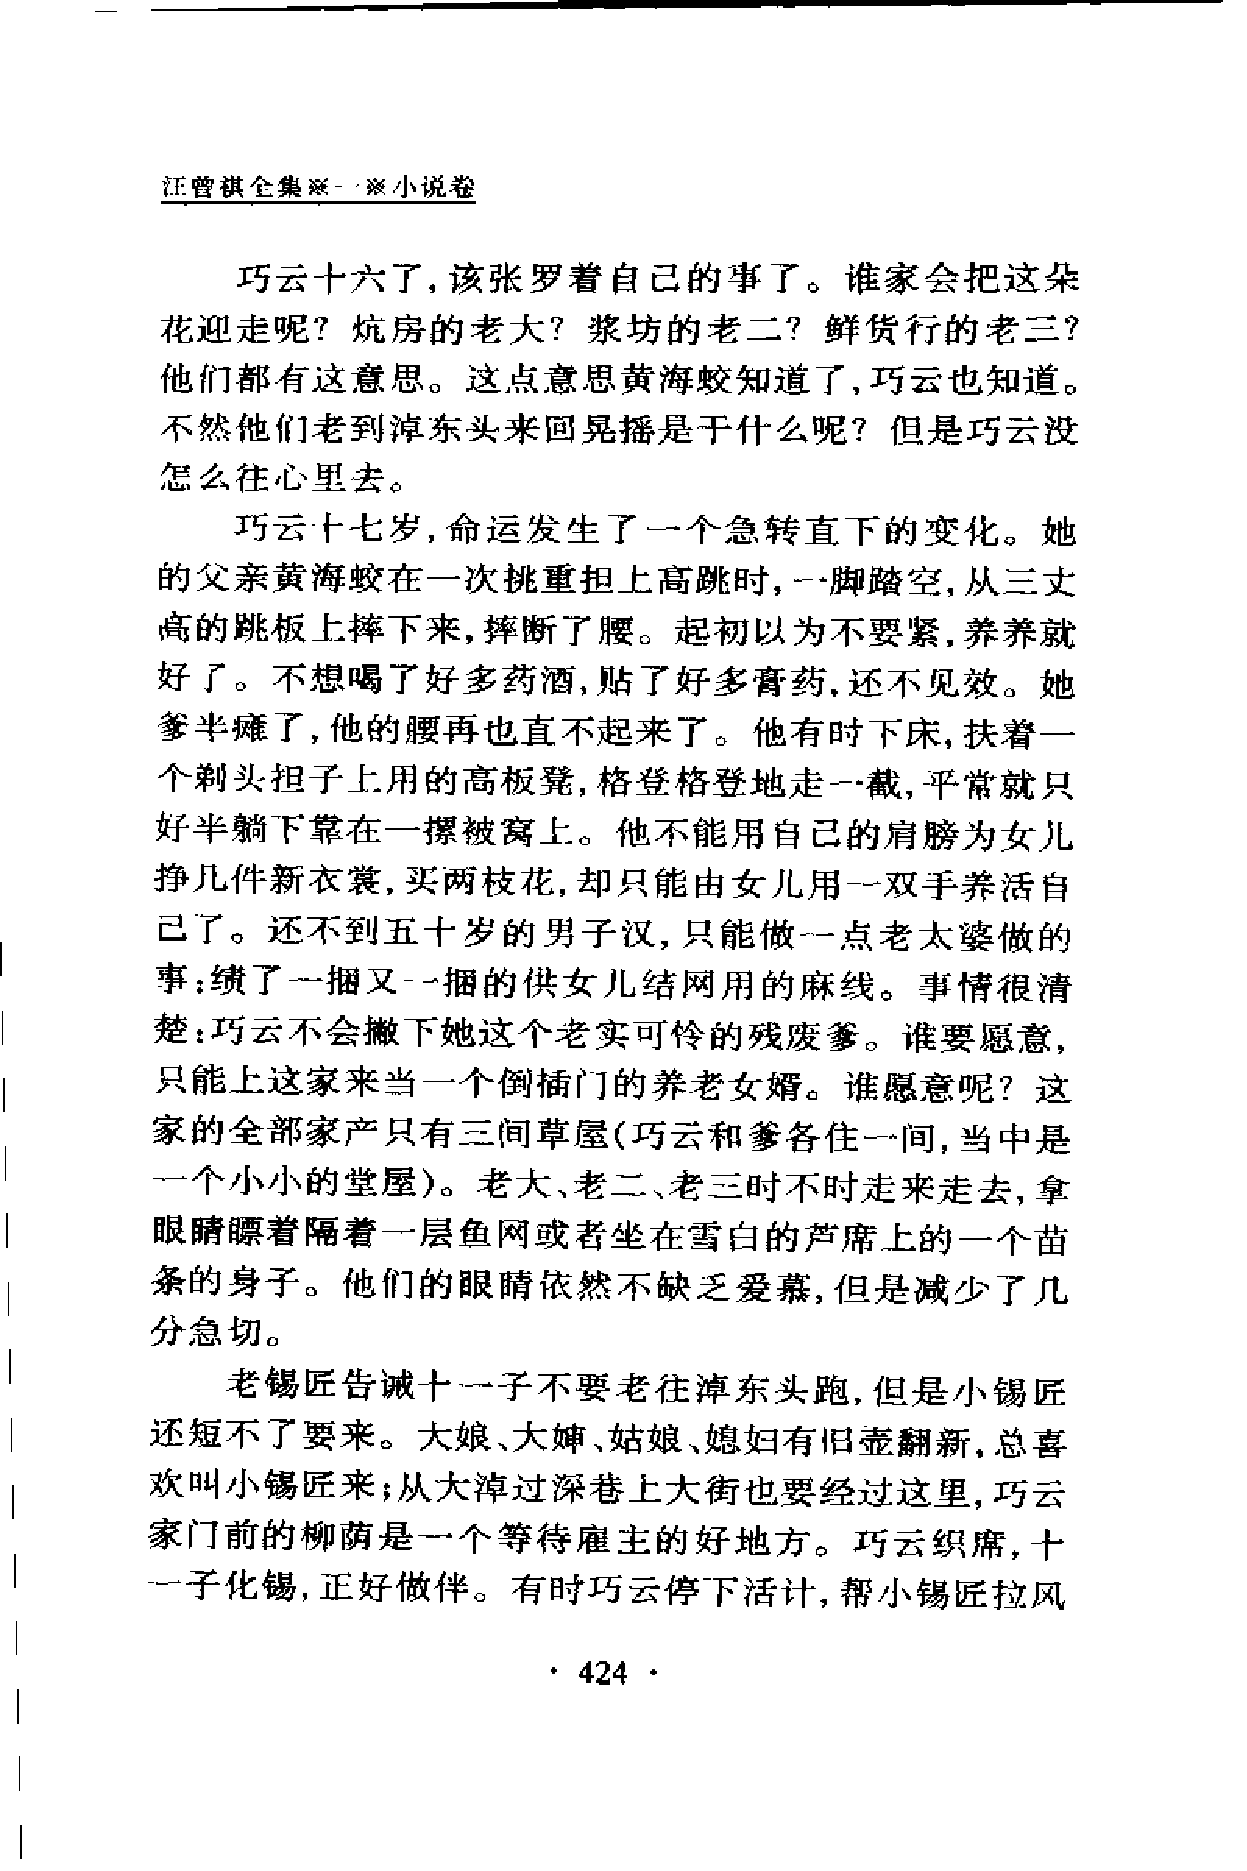 汪曾祺全集※一※小说卷
巧云十六了,该张罗着自己的事了。谁家会把这朵
花迎走呢?炕房的老大?浆坊的老二?鲜货行的老三?
他们都有这意思。这点意思黄海蛟知道了,巧云也知道。
不然他们老到淖东头来回晃摇是干什么呢?但是巧云没
怎么往心里去。
巧云十七岁,命运发生了一个急转直下的变化。她
的父亲黄海蛟在一次挑重担上高跳时,一脚踏空,从三丈
高的跳板上摔下来,摔断了腰。起初以为不要紧,养养就
好了。不想喝了好多药酒,贴了好多膏药,还不见效。她
爹半瘫了,他的腰再也直不起来了。他有时下床,扶着一
个剃头担子上用的高板凳,格登格登地走一截,平常就只
好半躺下靠在一摞被窝上。他不能用自己的肩膀为女儿
挣几件新衣裳,买两枝花,却只能由女儿用一双手养活自
己了。还不到五十岁的男子汉,只能做一点老太婆做的
事:绩了一捆又一捆的供女儿结网用的麻线。事情很清
楚:巧云不会撇下她这个老实可怜的残废爹。谁要愿意,
只能上这家来当一个倒插门的养老女婿。谁愿意呢?这
家的全部家产只有三间草屋(巧云和爹各住一间,当中是
一个小小的堂屋)。老大、老二、老三时不时走来走去,拿
眼睛瞟着隔着一层鱼网或者坐在雪白的芦席上的一个苗
条的身子。他们的眼睛依然不缺乏爱慕,但是减少了几
分急切。
老锡匠告诫十一子不要老往淖东头跑,但是小锡匠
还短不了要来。大娘、大婶、姑娘、媳妇有旧壶翻新,总喜
欢叫小锡匠来;从大淖过深巷上大街也要经过这里,巧云
家门前的柳荫是一个等待雇主的好地方。巧云织席,十
一子化锡,正好做伴。有时巧云停下活计,帮小锡匠拉风
· 424 ·